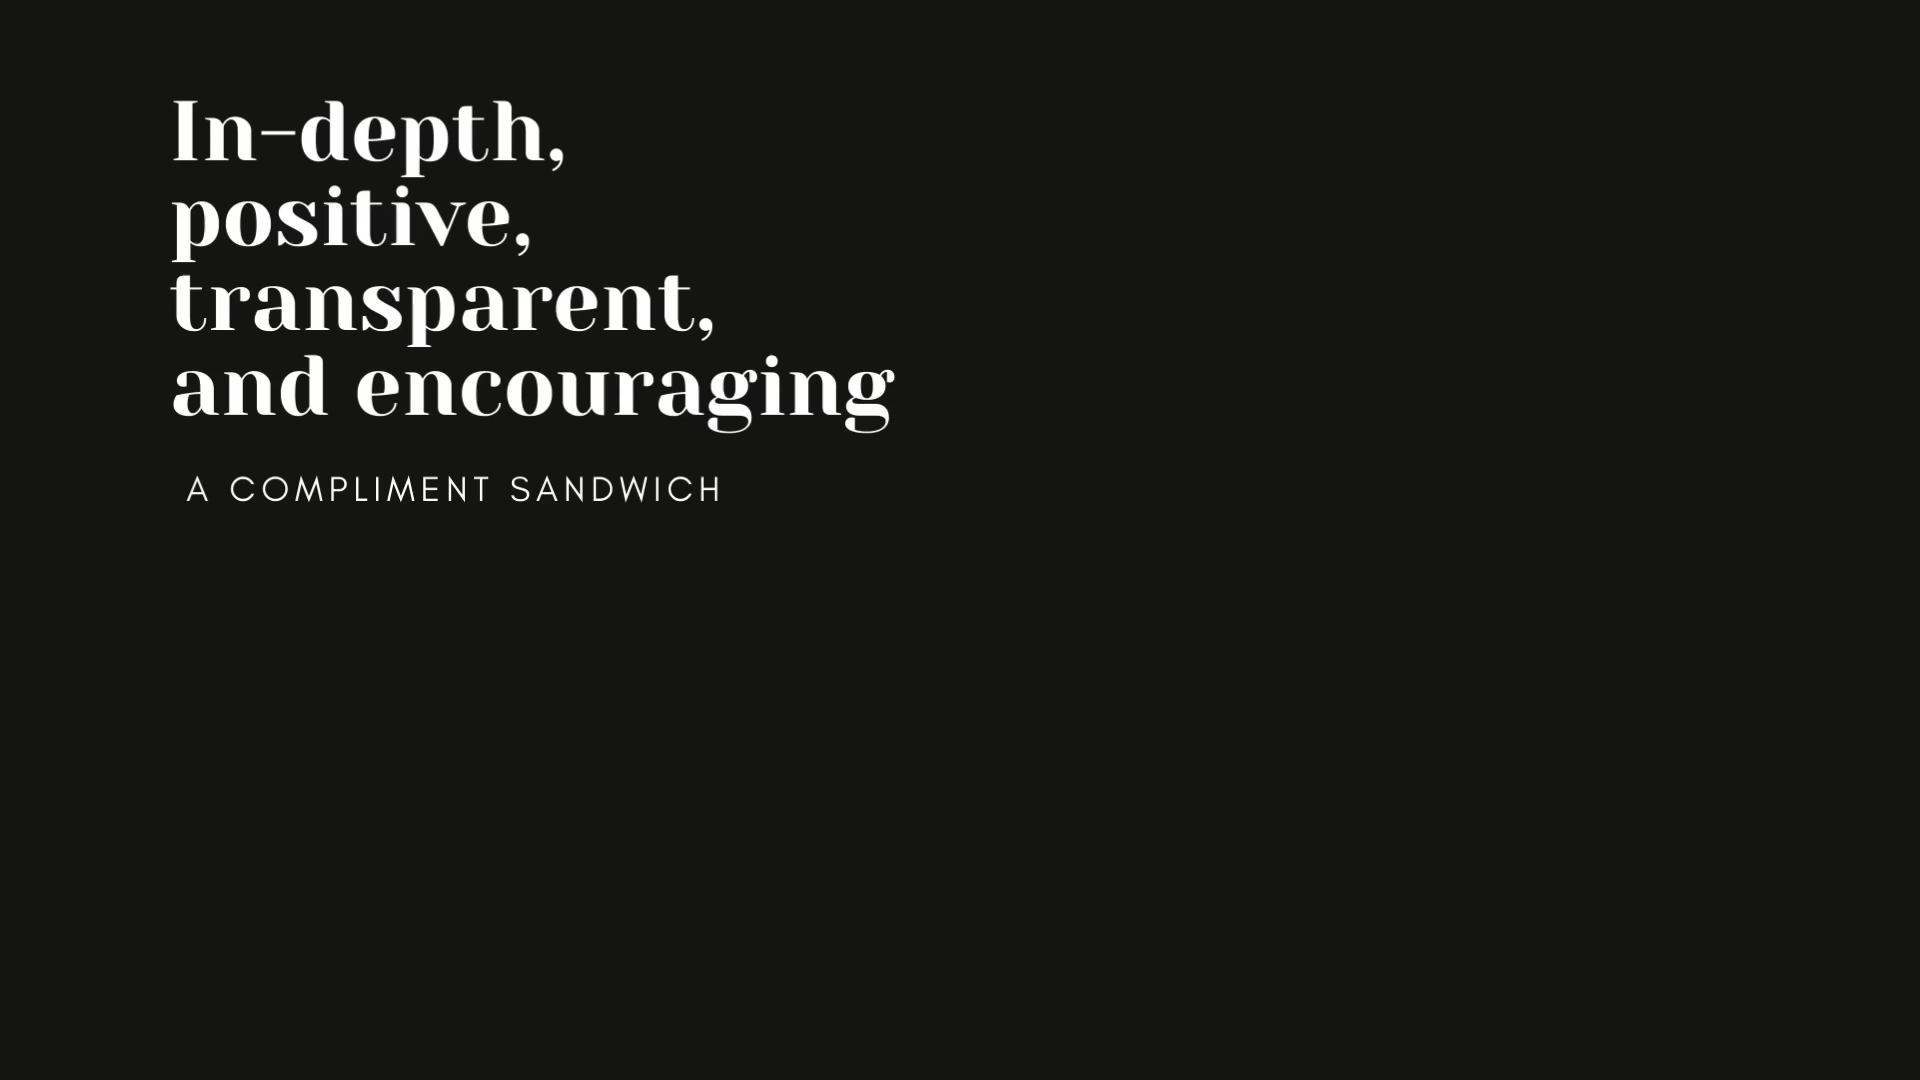 In-depth,
positive,
transparent,
and encouraging
A COMPLIMENT SANDWICH